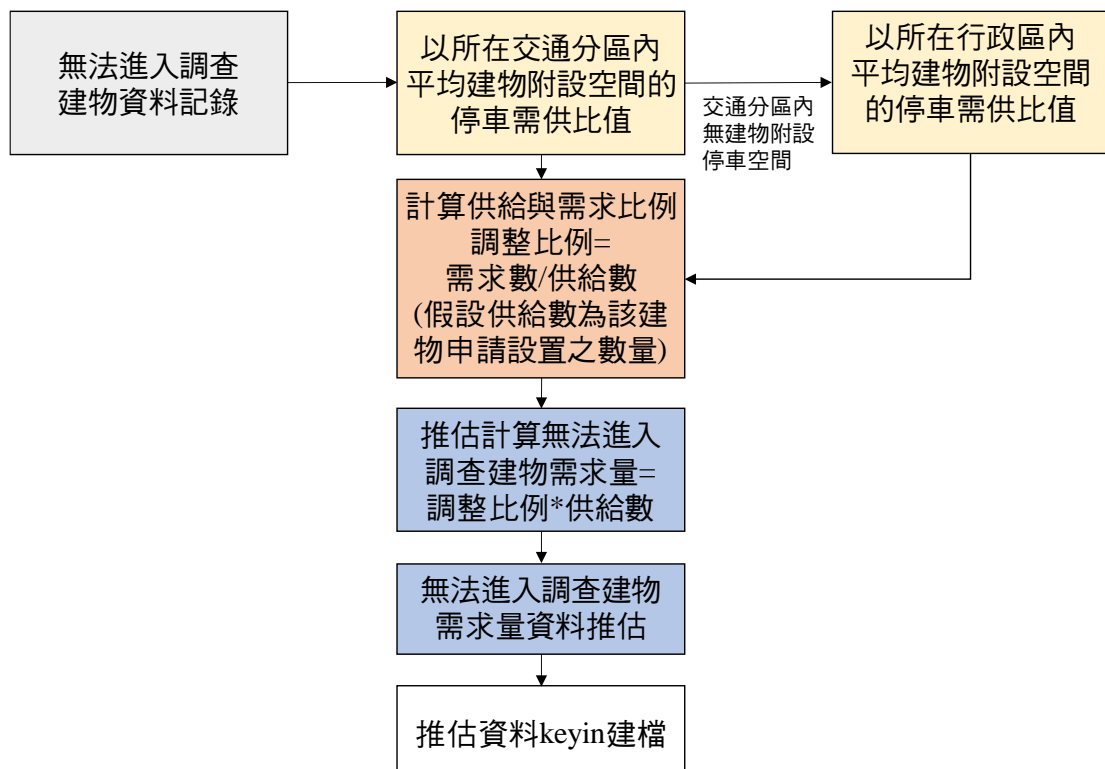 無法進入調查
建物資料記錄
以所在交通分區內
平均建物附設空間的
停車需供比值
交通分區內
無建物附設
停車空間
以所在行政區內
平均建物附設空間
的停車需供比值
計算供給與需求比例
調整比例=
需求數/供給數
(假設供給數為該建
物申請設置之數量)
推估計算無法進入
調查建物需求量=
調整比例*供給數
無法進入調查建物
需求量資料推估
推估資料keyin建檔